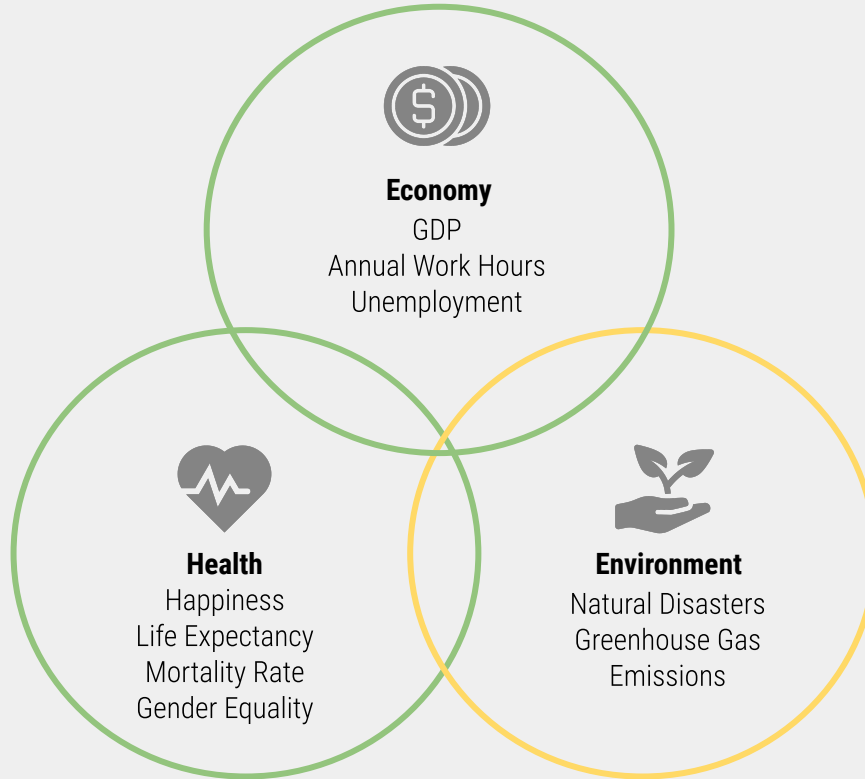 $
Economy
GDP
Annual Work Hours
Unemployment
Health
Happiness
Life Expectancy
Mortality Rate
Gender Equality
Environment
Natural Disasters
Greenhouse Gas
Emissions